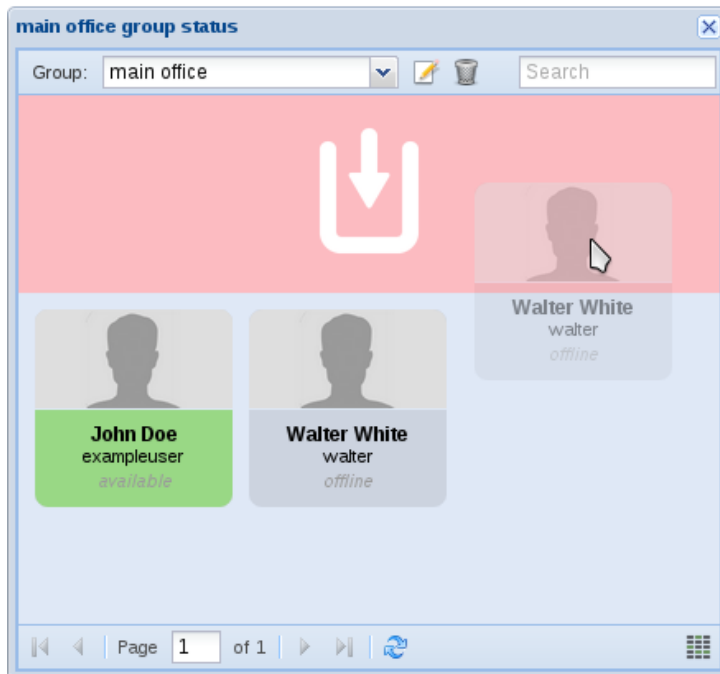 main office group status
Group: main office Search
Walter White
walter
offline
John Doe
exampleuser
available
Walter White
walter
offline
Page 1 of 1